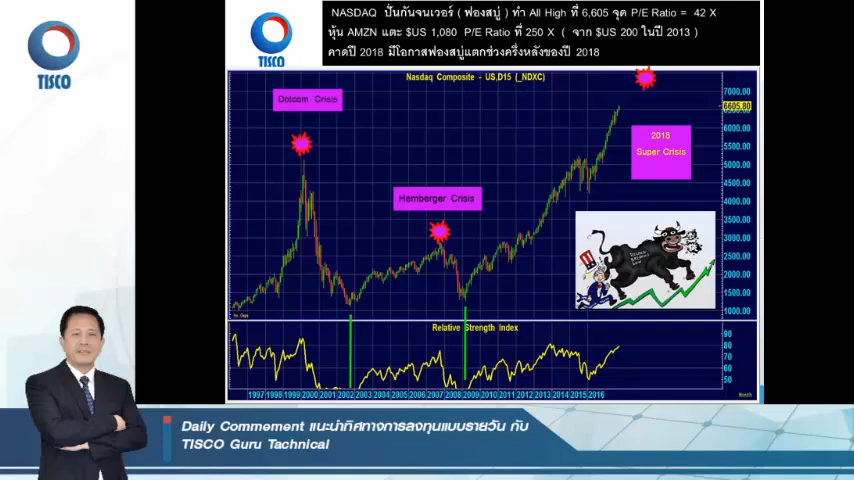 TISCO
TISCO
NASDAQ ปั่นกันจนเวอร์ ( ฟองสบู่ ) ทำ All High ที่ 6,605 จุด P/E Ratio = 42 X
หุ้น AMZN แตะ $US 1,080 P/E Ratio ที่ 250 X ( จาก $US 200 ในปี 2013 )
คาดปี 2018 มีโอกาสฟองสบู่แตกช่วงครึ่งหลังของปี 2018
Nasdaq Composite - US,D15 (_NDXC)
Dotcom Crisis
Hemberger Crisis
2018
Super Crisis
7000.00
6605.80
6000.00
5500.00
5000.00
4500.00
4000.00
3500.00
3000.00
2500.00
2000.00
1500.00
1000.00
No Gaps
Relative Strength Index
90
80
70
60
50
1997 1998 1999 2000 2001 2002 2003 2004 2005 2006 2007 2008 2009 2010 2011 2012 2013 2014 2015 2016
Month
Daily Commement แนะนำทิศทางการลงทุนแบบรายวัน กับ
TISCO Guru Tachnical